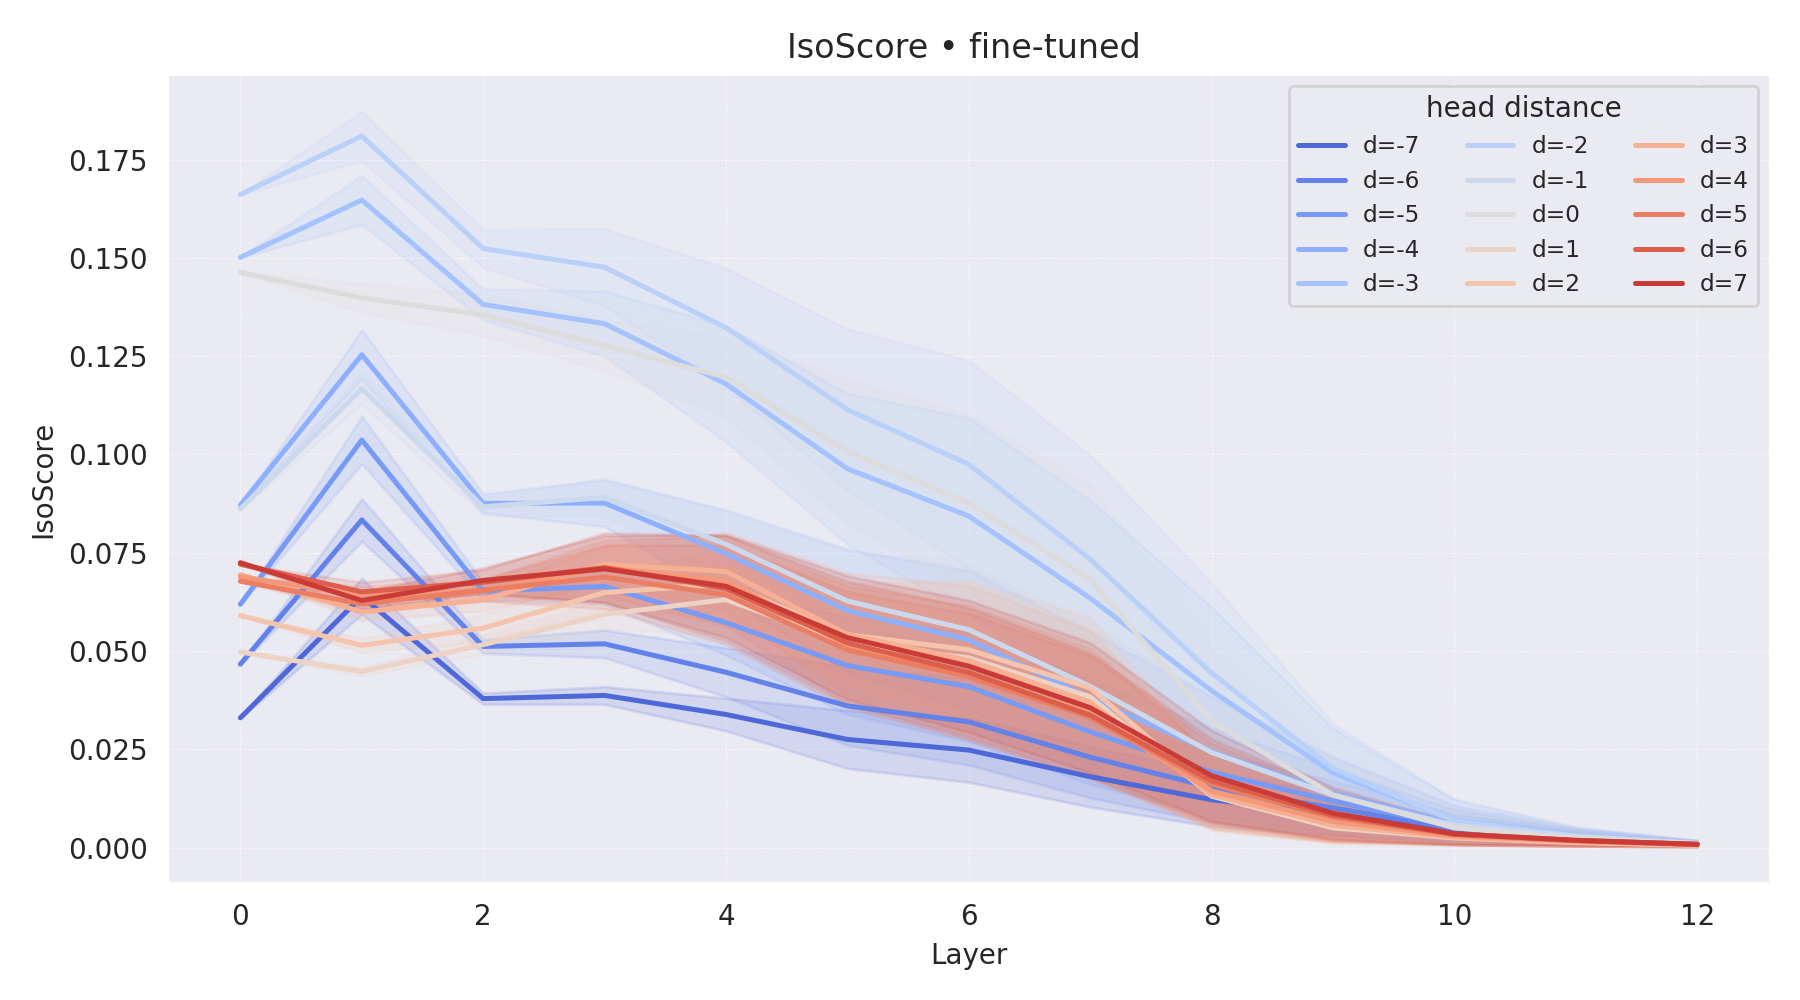 IsoScore • fine-tuned
head distance
d=-7 d=-2 d=3
d=-6 d=-1 d=4
d=-5 d=0 d=5
d=-4 d=1 d=6
d=-3 d=2 d=7
0.175
0.150
0.125
0.100
0.075
0.050
0.025
0.000
IsoScore
0 2 4 6 8 10 12
Layer